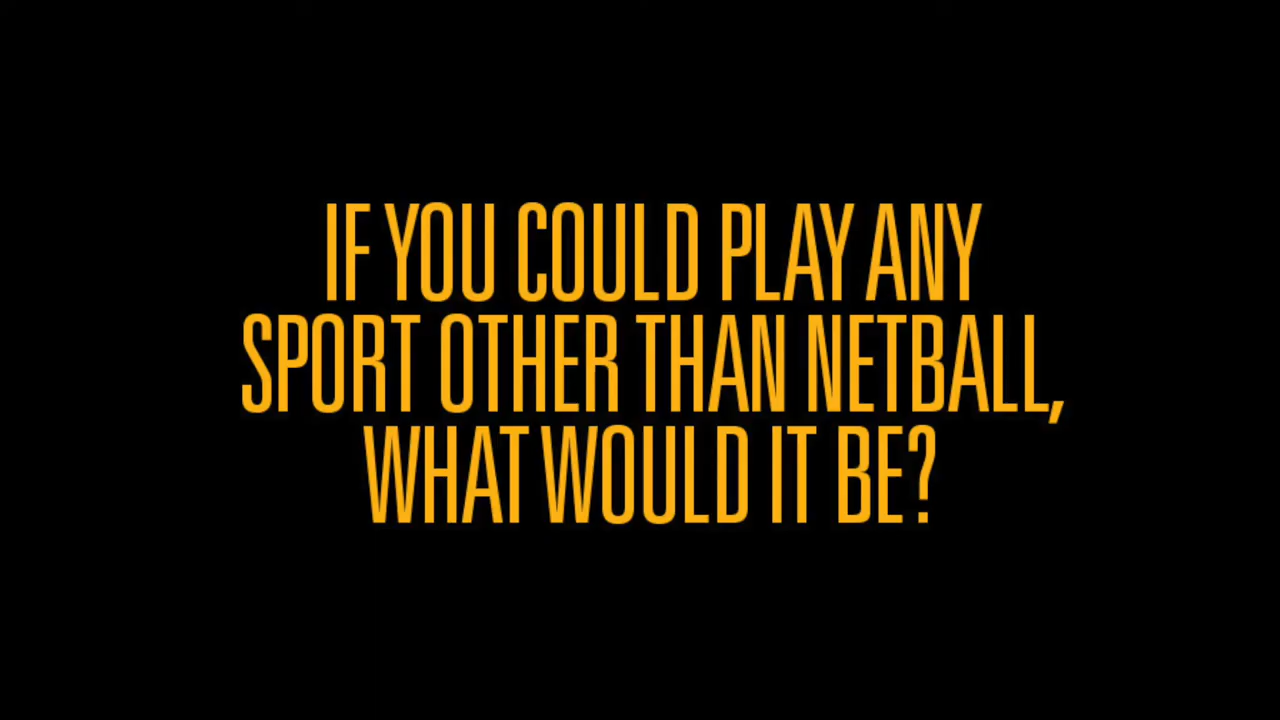 IF YOU COULD PLAY ANY
SPORT OTHER THAN NETBALL,
WHAT WOULD IT BE?